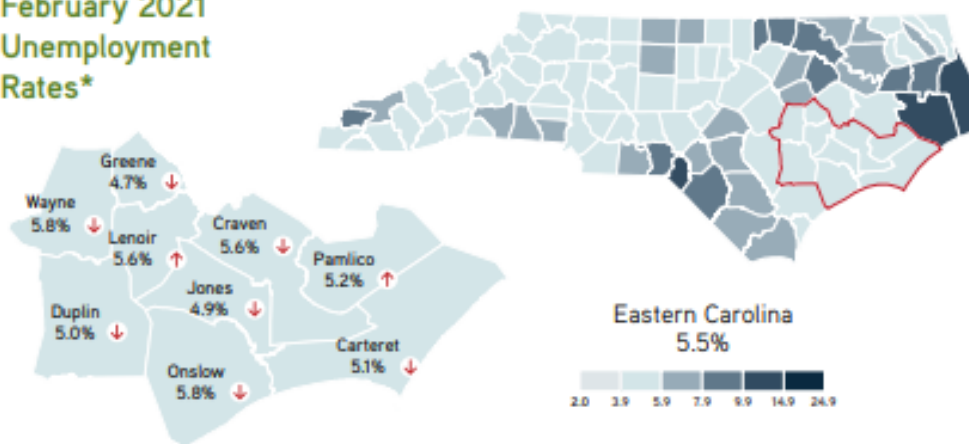 February 2021
Unemployment
Rates*
Greene
4.7%
Wayne
5.8%
Lenoir
5.6%
Craven
5.6%
Pamlico
5.2%
Jones
4.9%
Duplin
5.0%
Carteret
5.1%
Onslow
5.8%
Eastern Carolina
5.5%
2.0 3.9 5.9 7.9 9.9 14.9 24.9